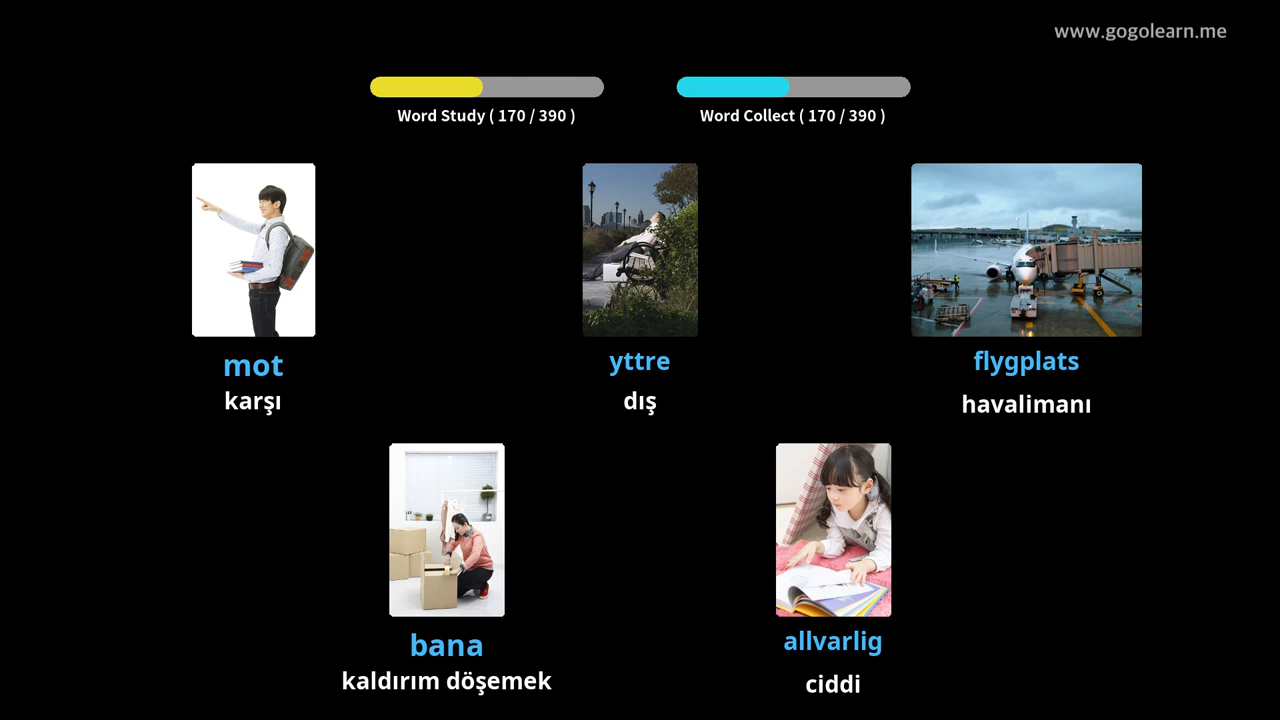 www.gogolearn.me
Word Study ( 170 / 390 )
Word Collect ( 170 / 390 )
mot
karşı
yttre
dış
flygplats
havalimanı
bana
kaldırım döşemek
allvarlig
ciddi